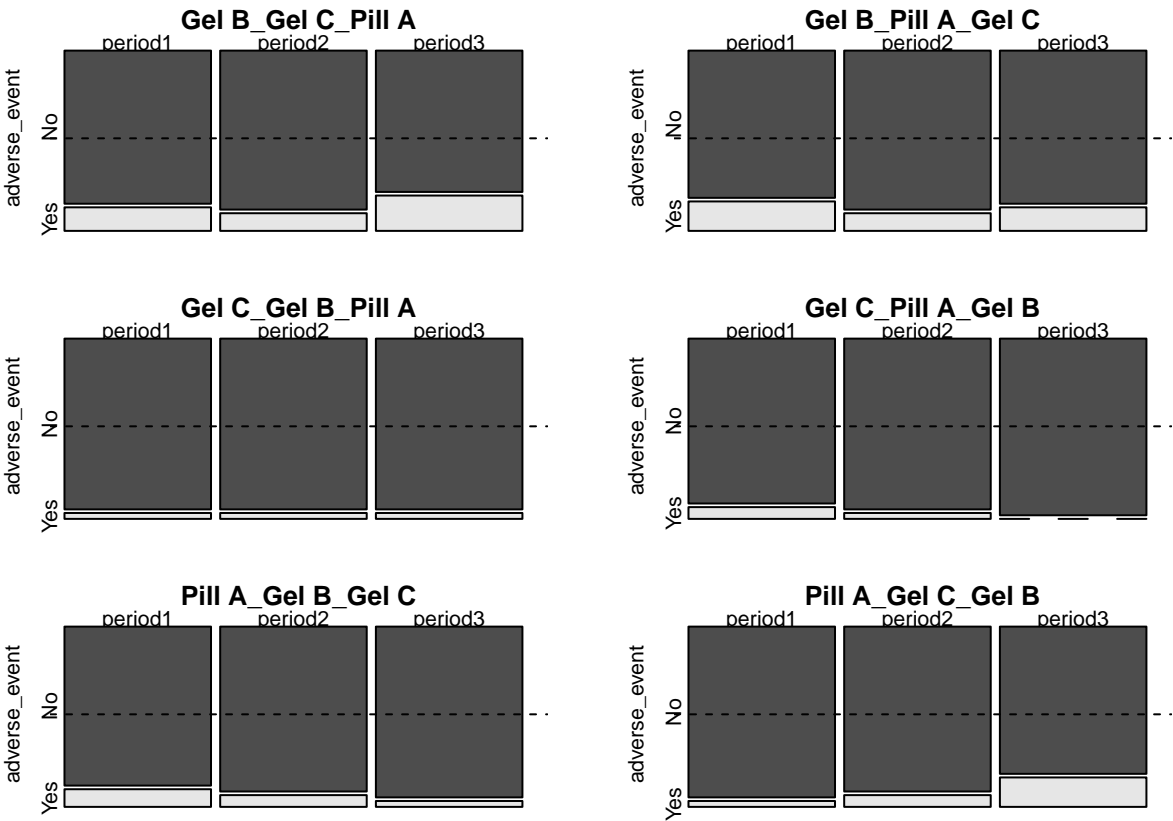 Gel B_Gel C_Pill A
period1 period2 period3
adverse_event
No
Yes
Gel B_Pill A_Gel C
period1 period2 period3
adverse_event
No
Yes
Gel C_Gel B_Pill A
period1 period2 period3
adverse_event
No
Yes
Gel C_Pill A_Gel B
period1 period2 period3
adverse_event
No
Yes
Pill A_Gel B_Gel C
period1 period2 period3
adverse_event
No
Yes
Pill A_Gel C_Gel B
period1 period2 period3
adverse_event
No
Yes